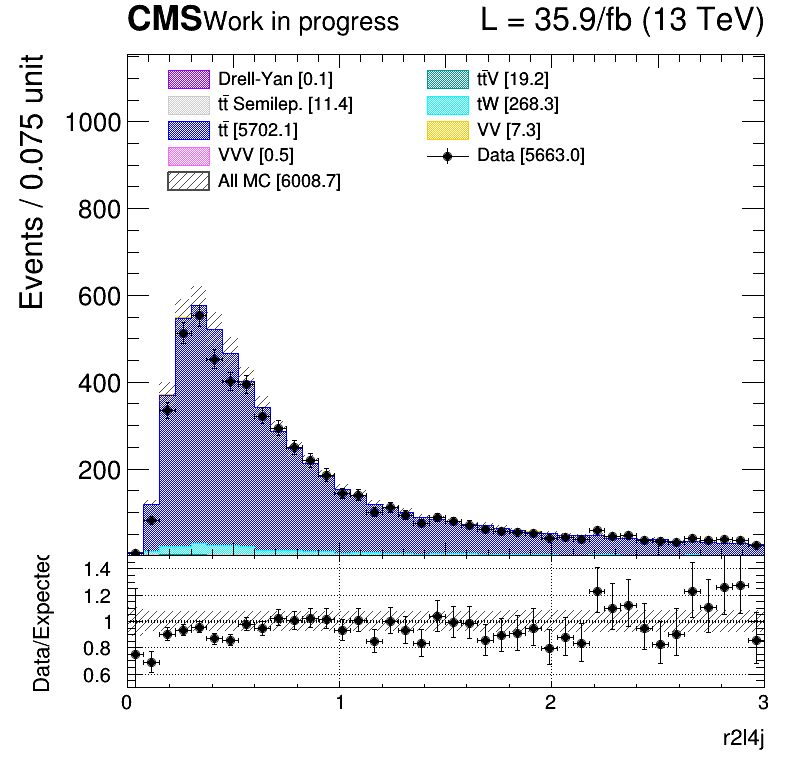 CMS Work in progress L = 35.9/fb (13 TeV)
Drell-Yan [0.1]
tt̄ Semilep. [11.4]
tt̄ [5702.1]
VVV [0.5]
All MC [6008.7]
tt̄V [19.2]
tW [268.3]
VV [7.3]
Data [5663.0]
Events / 0.075 unit
1000
800
600
400
200
Data/Expected
1.4
1.2
1
0.8
0.6
0 1 2 3
r2l4j